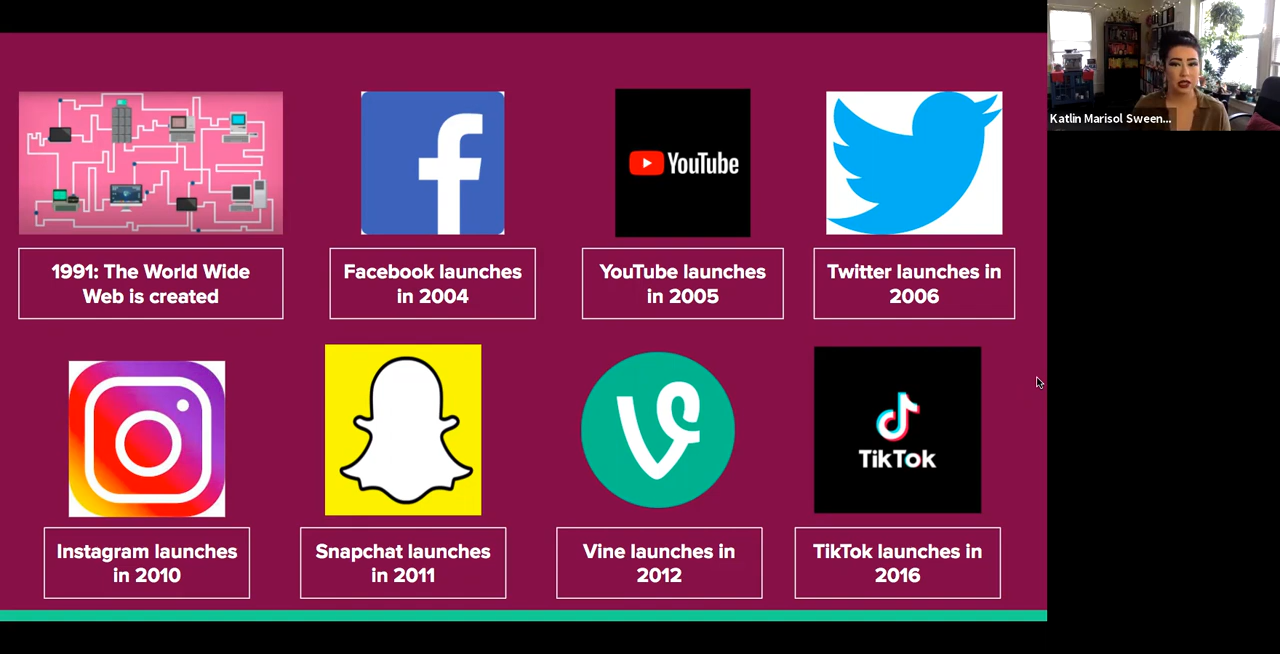 Katlin Marisol Sween...
YouTube
1991: The World Wide
Web is created
Facebook launches
in 2004
YouTube launches
in 2005
Twitter launches in
2006
TikTok
Instagram launches
in 2010
Snapchat launches
in 2011
Vine launches in
2012
TikTok launches in
2016